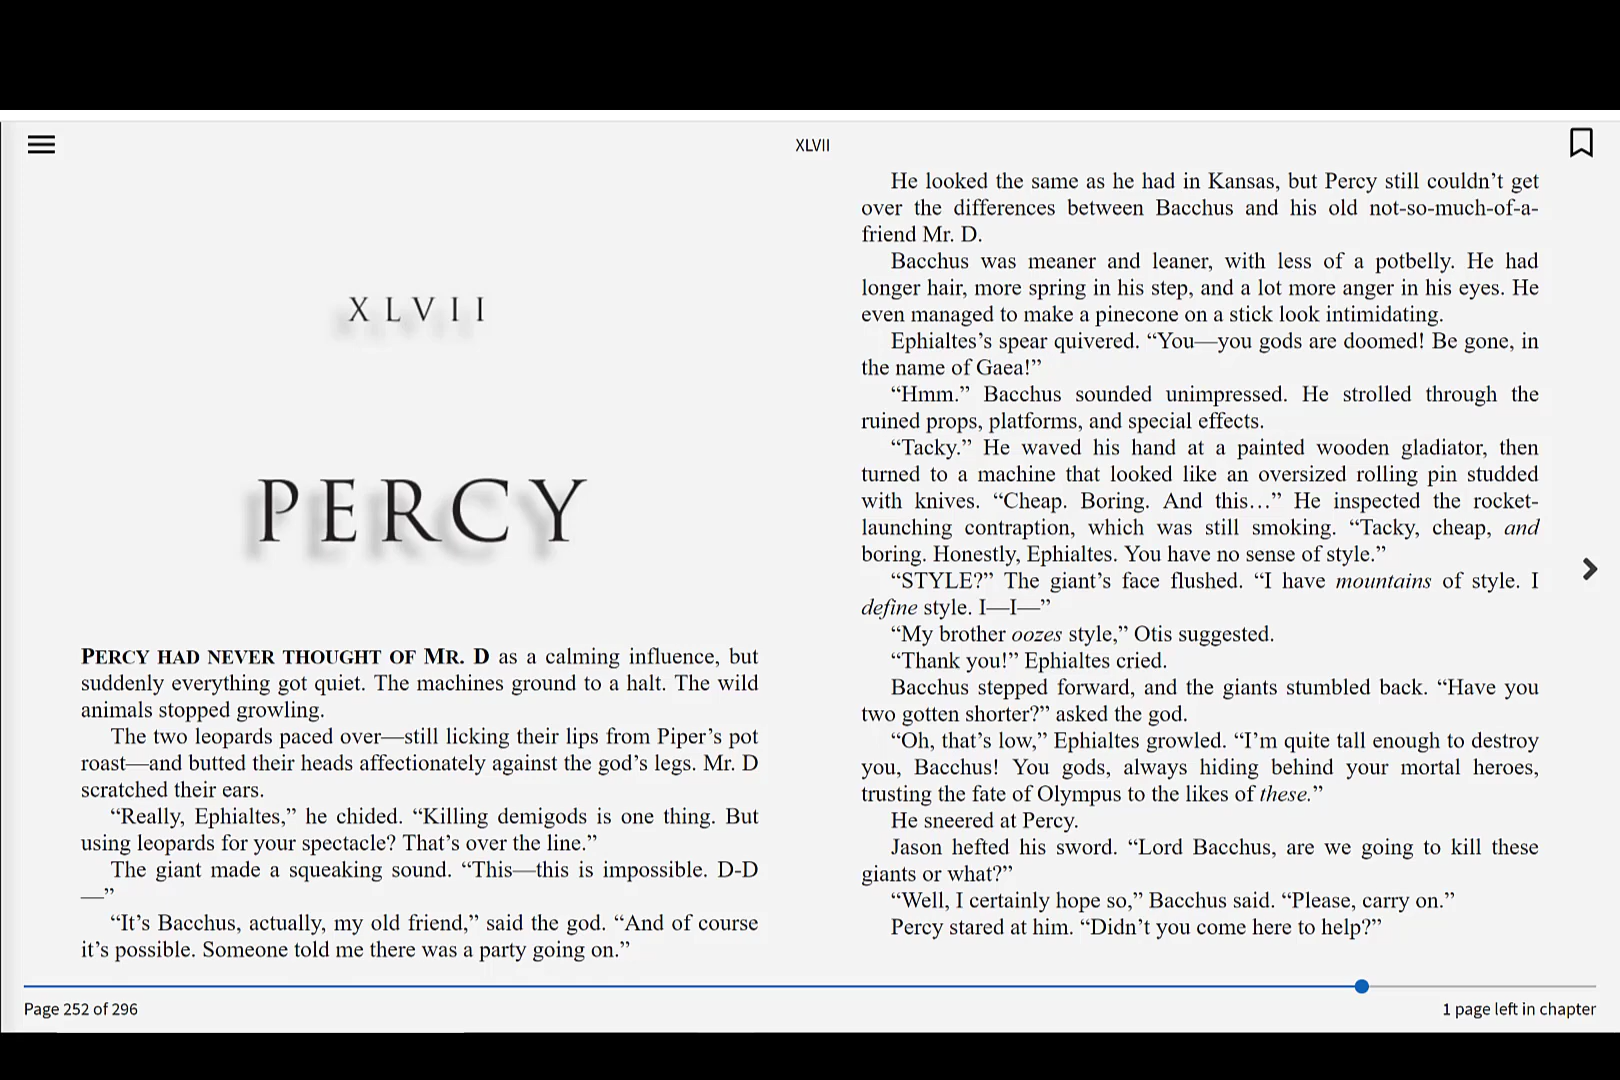 XLVII
XLVII
PERCY
PERCY HAD NEVER THOUGHT OF MR. D as a calming influence, but
suddenly everything got quiet. The machines ground to a halt. The wild
animals stopped growling.
The two leopards paced over—still licking their lips from Piper’s pot
roast—and butted their heads affectionately against the god’s legs. Mr. D
scratched their ears.
“Really, Ephialtes,” he chided. “Killing demigods is one thing. But
using leopards for your spectacle? That’s over the line.”
The giant made a squeaking sound. “This—this is impossible. D-D
—”
“It’s Bacchus, actually, my old friend,” said the god. “And of course
it’s possible. Someone told me there was a party going on.”
He looked the same as he had in Kansas, but Percy still couldn’t get
over the differences between Bacchus and his old not-so-much-of-a-
friend Mr. D.
Bacchus was meaner and leaner, with less of a potbelly. He had
longer hair, more spring in his step, and a lot more anger in his eyes. He
even managed to make a pinecone on a stick look intimidating.
Ephialtes’s spear quivered. “You—you gods are doomed! Be gone, in
the name of Gaea!”
“Hmm.” Bacchus sounded unimpressed. He strolled through the
ruined props, platforms, and special effects.
“Tacky.” He waved his hand at a painted wooden gladiator, then
turned to a machine that looked like an oversized rolling pin studded
with knives. “Cheap. Boring. And this…” He inspected the rocket-
launching contraption, which was still smoking. “Tacky, cheap, and
boring. Honestly, Ephialtes. You have no sense of style.”
“STYLE?” The giant’s face flushed. “I have mountains of style. I
define style. I—I—”
“My brother oozes style,” Otis suggested.
“Thank you!” Ephialtes cried.
Bacchus stepped forward, and the giants stumbled back. “Have you
two gotten shorter?” asked the god.
“Oh, that’s low,” Ephialtes growled. “I’m quite tall enough to destroy
you, Bacchus! You gods, always hiding behind your mortal heroes,
trusting the fate of Olympus to the likes of these.”
He sneered at Percy.
Jason hefted his sword. “Lord Bacchus, are we going to kill these
giants or what?”
“Well, I certainly hope so,” Bacchus said. “Please, carry on.”
Percy stared at him. “Didn’t you come here to help?”
Page 252 of 296
1 page left in chapter